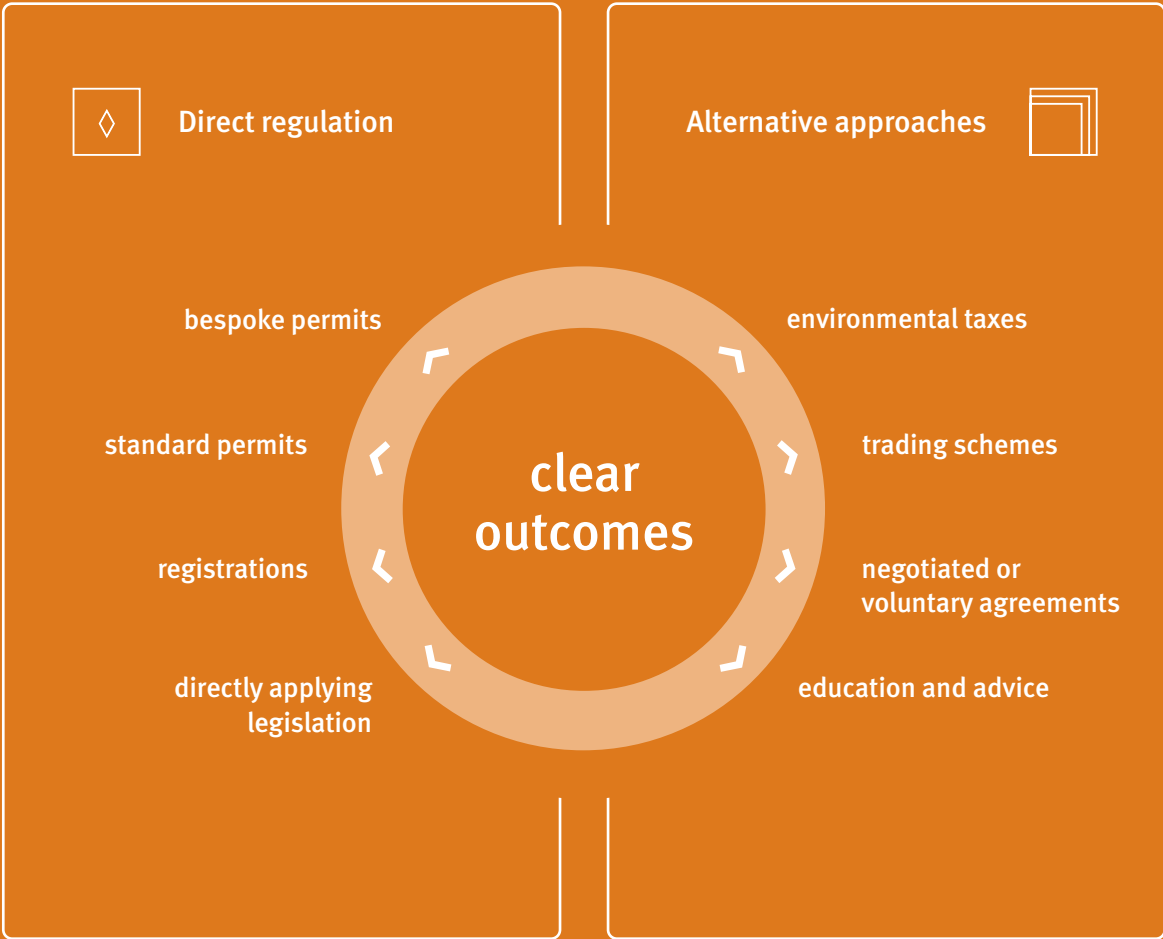 Direct regulation
Alternative approaches
bespoke permits
standard permits
registrations
directly applying
legislation
clear
outcomes
environmental taxes
trading schemes
negotiated or
voluntary agreements
education and advice